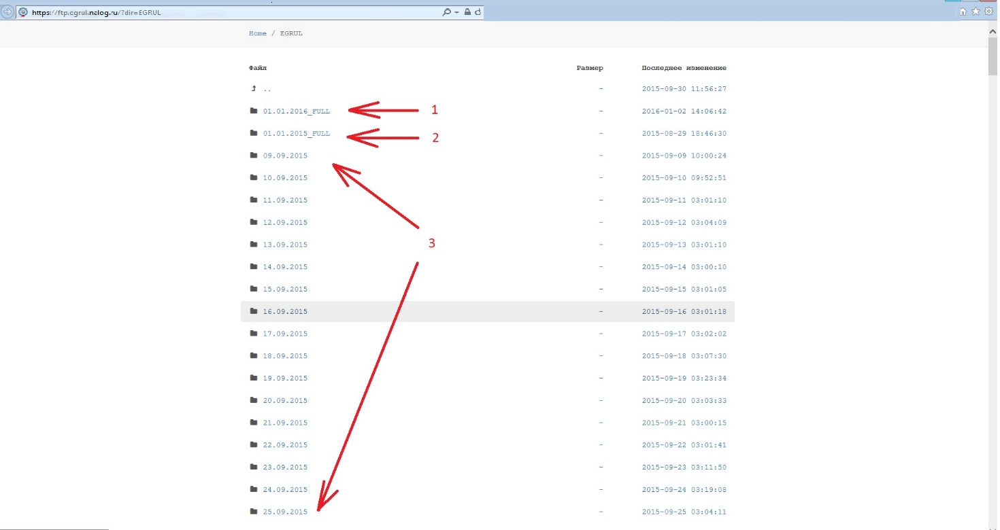 https://ftp.egrul.nalog.ru/?dir=EGRUL
Home / EGRUL
Файл Размер Последнее изменение
.. – 2015-09-30 11:56:27
01.01.2016_FULL – 2016-01-02 14:06:42
1
01.01.2015_FULL – 2015-08-29 18:46:30
2
09.09.2015 – 2015-09-09 10:00:24
10.09.2015 – 2015-09-10 09:52:51
11.09.2015 – 2015-09-11 03:01:10
12.09.2015 – 2015-09-12 03:04:09
13.09.2015 – 2015-09-13 03:01:10
3
14.09.2015 – 2015-09-14 03:00:10
15.09.2015 – 2015-09-15 03:01:05
16.09.2015 – 2015-09-16 03:01:18
17.09.2015 – 2015-09-17 03:02:02
18.09.2015 – 2015-09-18 03:07:30
19.09.2015 – 2015-09-19 03:23:34
20.09.2015 – 2015-09-20 03:03:33
21.09.2015 – 2015-09-21 03:00:15
22.09.2015 – 2015-09-22 03:01:41
23.09.2015 – 2015-09-23 03:11:50
24.09.2015 – 2015-09-24 03:19:08
25.09.2015 – 2015-09-25 03:04:11